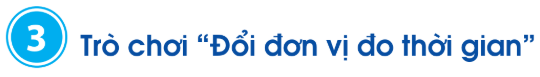 3 Trò chơi “Đổi đơn vị đo thời gian”